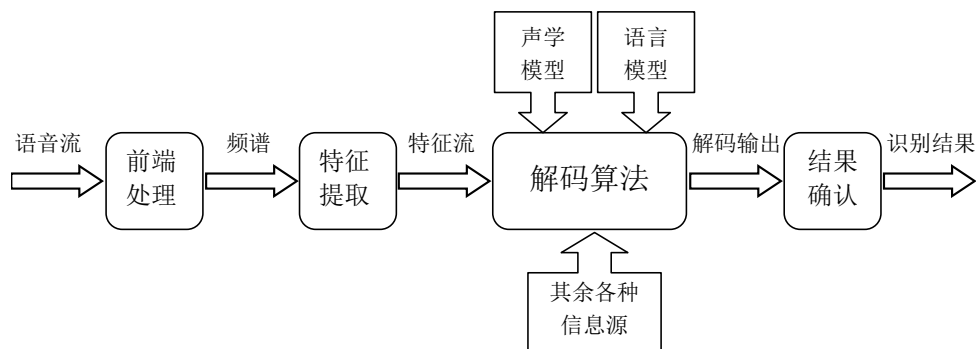 声学
模型
语言
模型
语音流
前端
处理
频谱
特征
提取
特征流
解码算法
解码输出
结果
确认
识别结果
其余各种
信息源